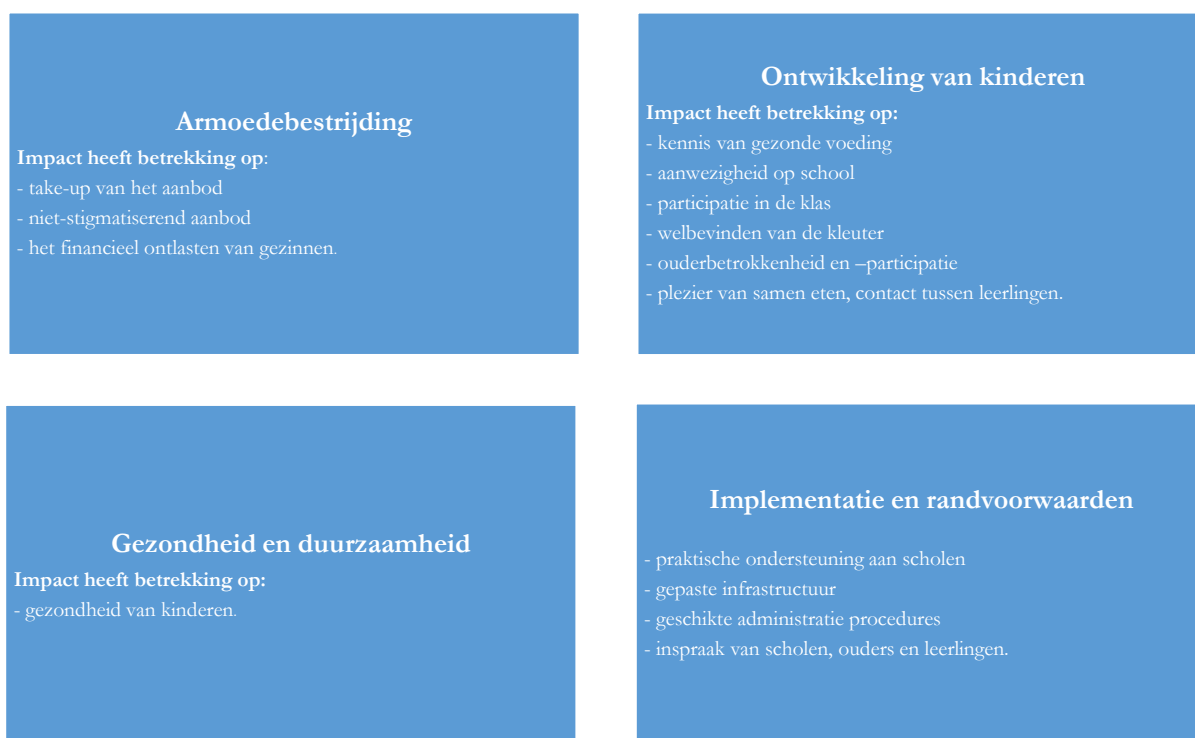 Armoedebestrijding
Impact heeft betrekking op:
- take-up van het aanbod
- niet-stigmatiserend aanbod
- het financieel ontlasten van gezinnen.
Ontwikkeling van kinderen
Impact heeft betrekking op:
- kennis van gezonde voeding
- aanwezigheid op school
- participatie in de klas
- welbevinden van de kleuter
- ouderbetrokkenheid en –participatie
- plezier van samen eten, contact tussen leerlingen.
Gezondheid en duurzaamheid
Impact heeft betrekking op:
- gezondheid van kinderen.
Implementatie en randvoorwaarden
- praktische ondersteuning aan scholen
- gepaste infrastructuur
- geschikte administratie procedures
- inspraak van scholen, ouders en leerlingen.